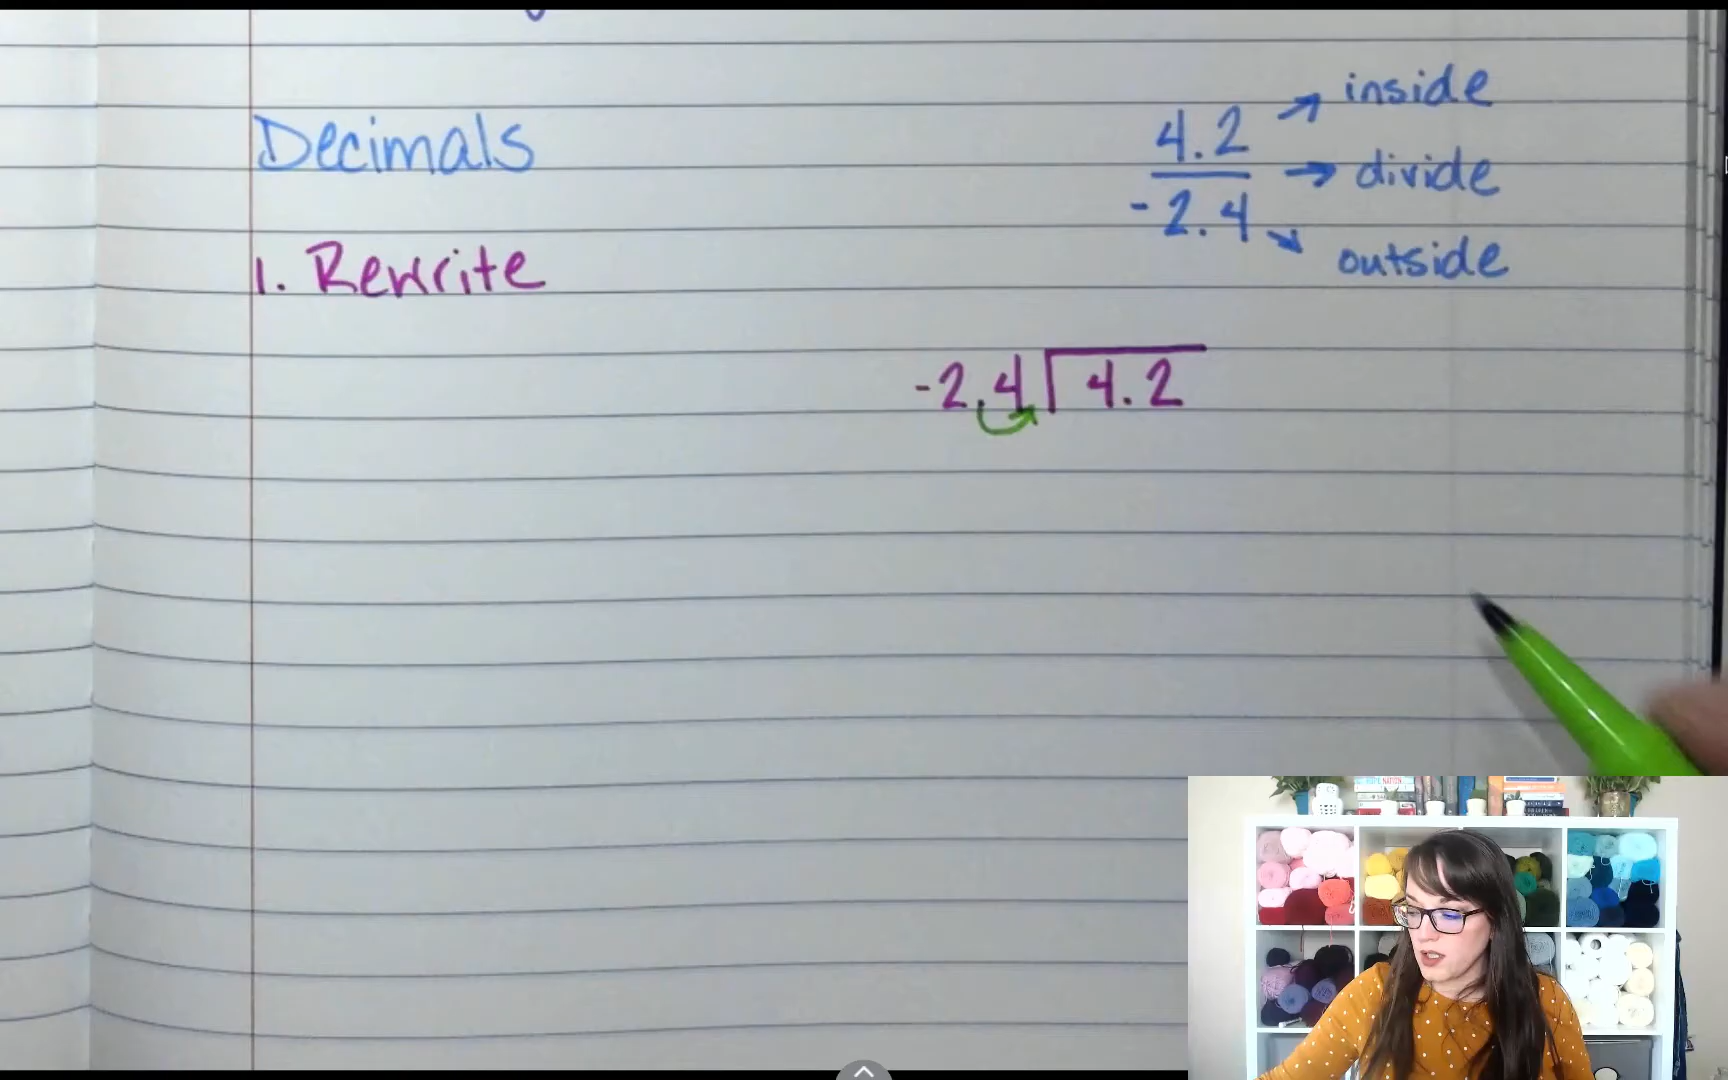 Decimals
4.2 → inside
→ divide
-2.4 ↘ outside
1. Rewrite
-2.4 4.2